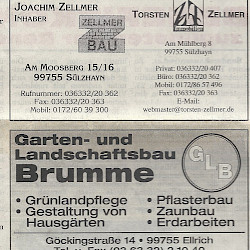 JOACHIM ZELLMER
INHABER
ZELLMER
BAU
AM MOOSBERG 15/16
99755 SÜLZHAYN
Rufnummer: 036332/20 362
Fax: 036332/20 363
Mobil: 0172/60 39 300
TORSTEN ZELLMER
Am Mühlberg 8
99755 Sülzhayn
Privat: 036332/20 407
Büro: 036332/20 362
Mobil: 0172/86 57 496
Fax: 036332/20 363
E-Mail:
webmaster@torsten-zellmer.de
Garten- und
Landschaftsbau
Brumme
GLB
• Grünlandpflege
• Gestaltung von
Hausgärten
• Pflasterbau
• Zaunbau
• Erdarbeiten
Göckingstraße 14 • 99755 Ellrich